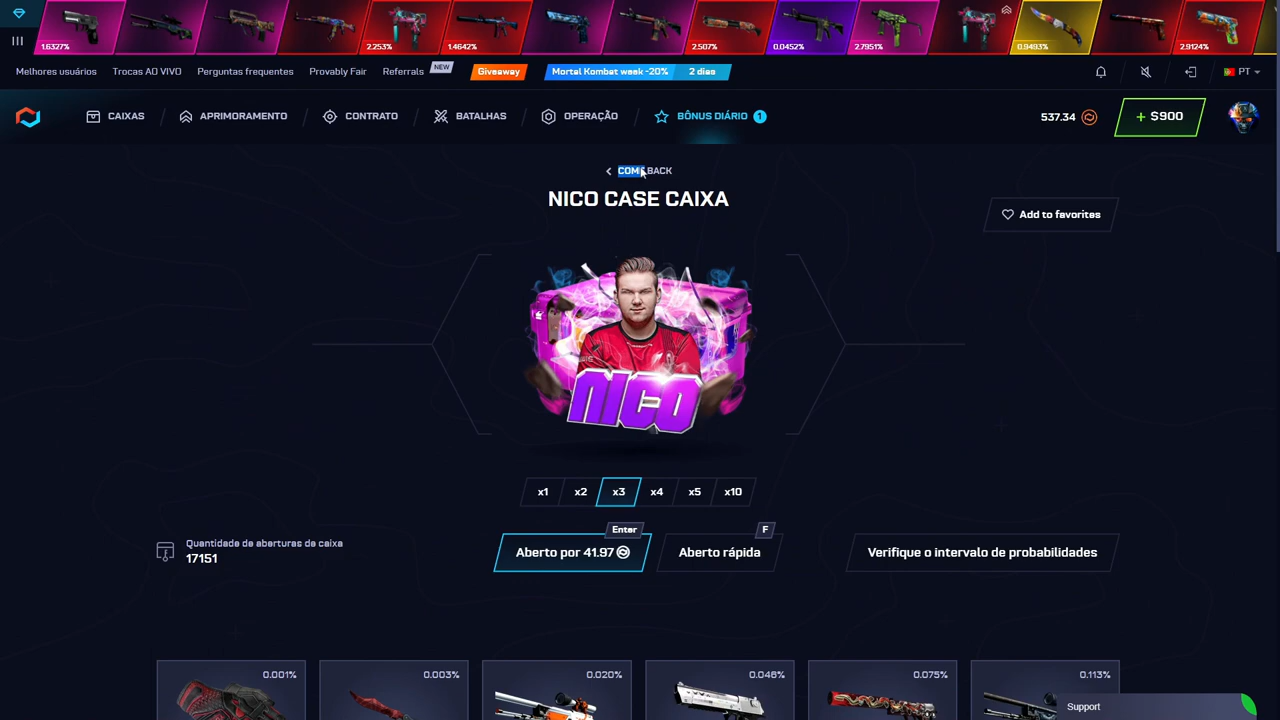 1.6327%
2.253%
1.4642%
2.507%
0.0452%
2.7951%
0.9493%
2.9124%
Melhores usuários
Trocas AO VIVO
Perguntas frequentes
Provably Fair
Referrals
NEW
Giveaway
Mortal Kombat week -20%
2 dias
PT
CAIXAS
APRIMORAMENTO
CONTRATO
BATALHAS
OPERAÇÃO
BÔNUS DIÁRIO 1
537.34
+ $900
COME BACK
NICO CASE CAIXA
Add to favorites
NICO
x1
x2
x3
x4
x5
x10
Enter
F
Quantidade de aberturas de caixa
17151
Aberto por 41.97
Aberto rápida
Verifique o intervalo de probabilidades
0.001%
0.003%
0.020%
0.046%
0.075%
0.113%
Support